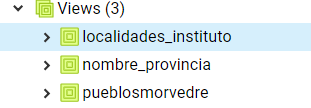 Views (3)
localidades_instituto
nombre_provincia
pueblosmorvedre